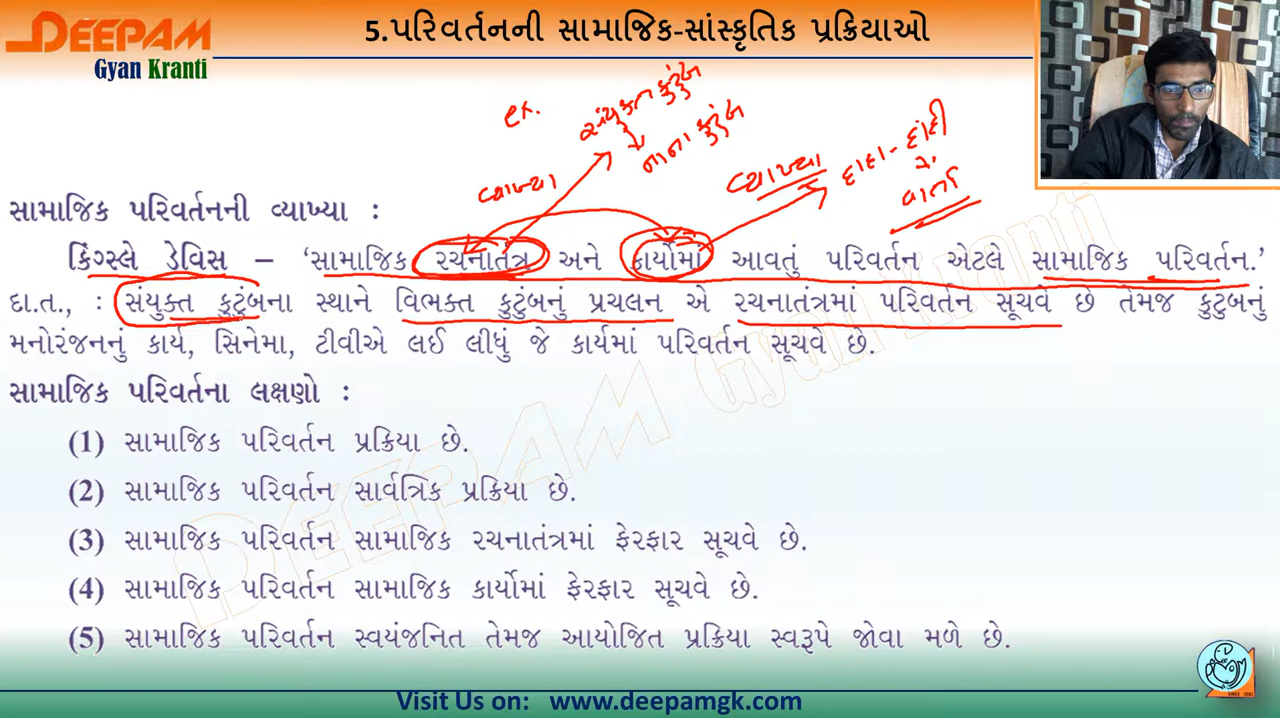 DEEPAM
Gyan Kranti
5.પરિવર્તનની સામાજિક-સાંસ્કૃતિક પ્રક્રિયાઓ
ex.
સંયુક્ત કુટુંબ
નાના કુટુંબ
વ્યાખ્યા
વ્યાખ્યા
દાદા-દાદી
વાર્તા
સામાજિક પરિવર્તનની વ્યાખ્યા :
કિંગ્સ્લે ડેવિસ – ‘સામાજિક રચનાતંત્ર અને કાર્યોમાં આવતું પરિવર્તન એટલે સામાજિક પરિવર્તન.’
દા.ત., : સંયુક્ત કુટુંબના સ્થાને વિભક્ત કુટુંબનું પ્રચલન એ રચનાતંત્રમાં પરિવર્તન સૂચવે છે તેમજ કુટુંબનું
મનોરંજનનું કાર્ય, સિનેમા, ટીવીએ લઈ લીધું જે કાર્યમાં પરિવર્તન સૂચવે છે.
સામાજિક પરિવર્તના લક્ષણો :
(1) સામાજિક પરિવર્તન પ્રક્રિયા છે.
(2) સામાજિક પરિવર્તન સાર્વત્રિક પ્રક્રિયા છે.
(3) સામાજિક પરિવર્તન સામાજિક રચનાતંત્રમાં ફેરફાર સૂચવે છે.
(4) સામાજિક પરિવર્તન સામાજિક કાર્યોમાં ફેરફાર સૂચવે છે.
(5) સામાજિક પરિવર્તન સ્વયંજનિત તેમજ આયોજિત પ્રક્રિયા સ્વરૂપે જોવા મળે છે.
DEEPAM Gyan Kranti
Visit Us on: www.deepamgk.com